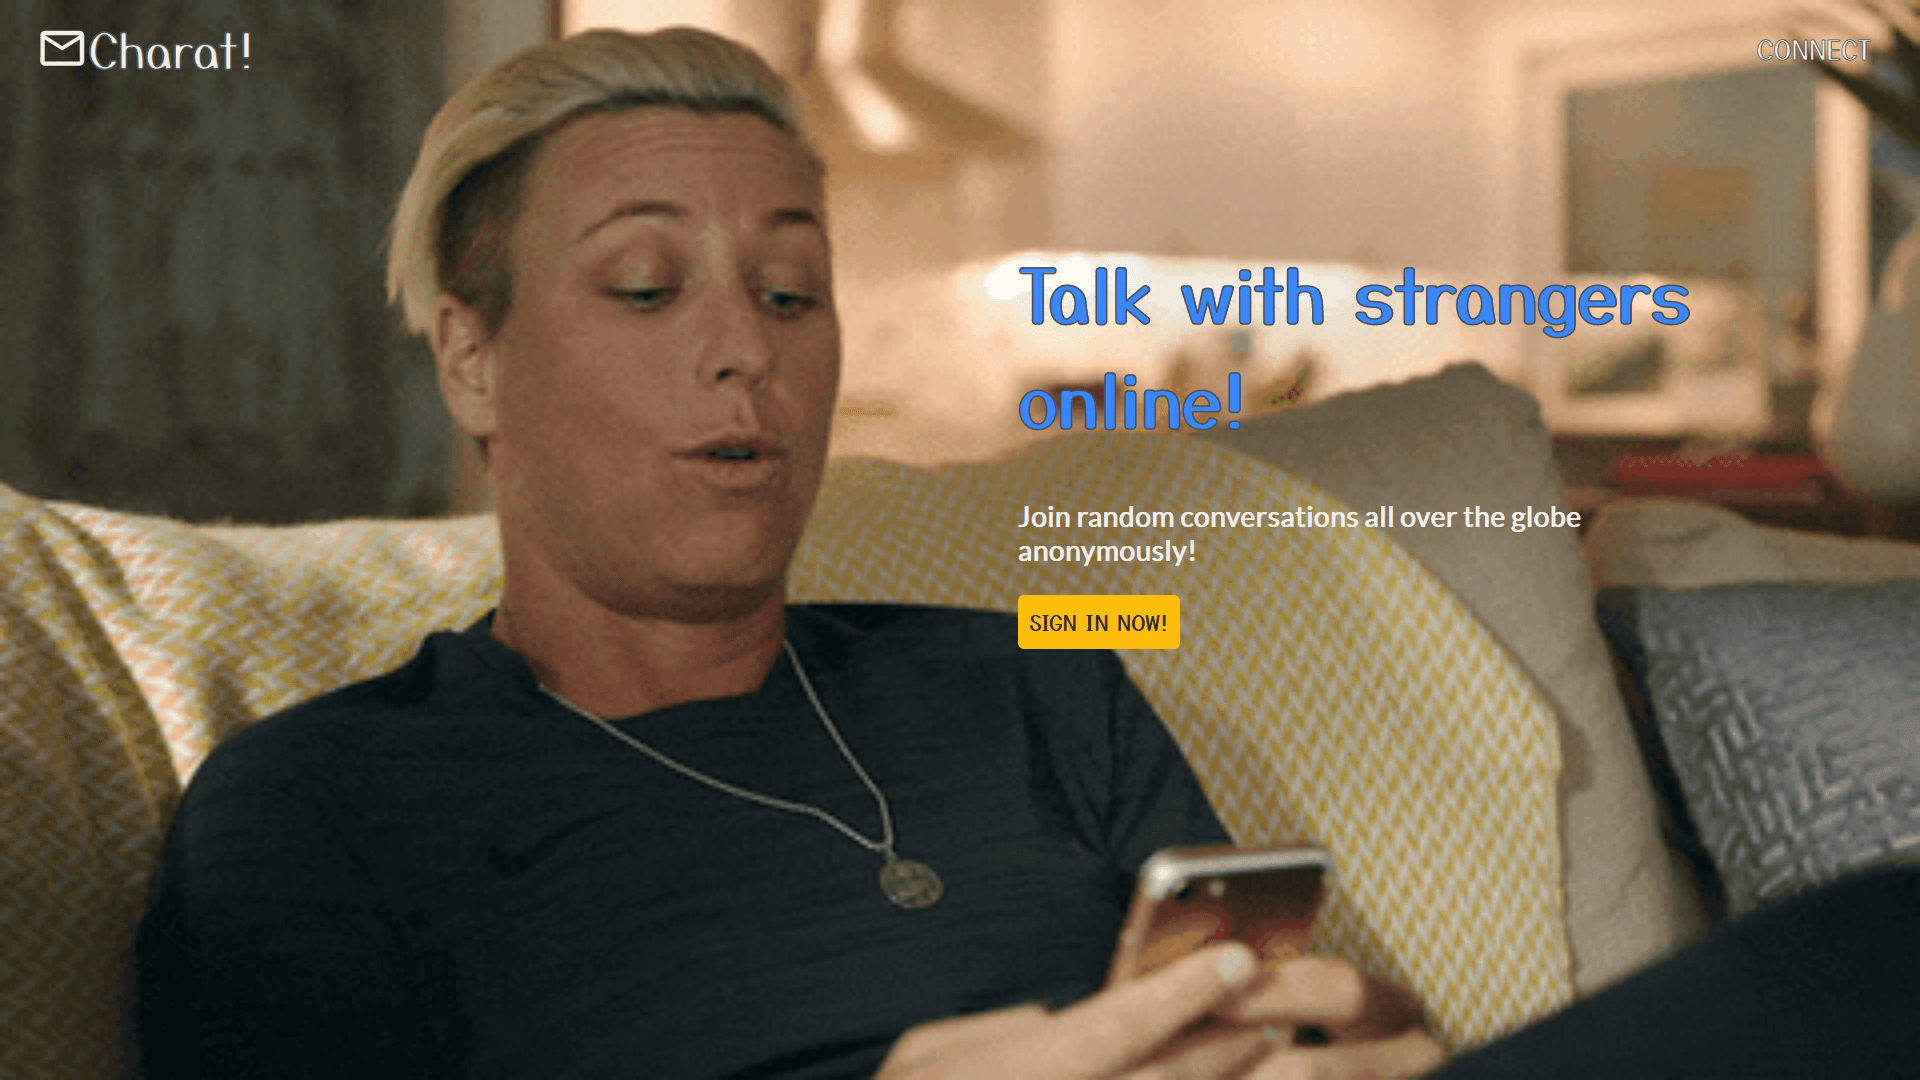 Charat!
CONNECT
Talk with strangers
online!
Join random conversations all over the globe
anonymously!
SIGN IN NOW!